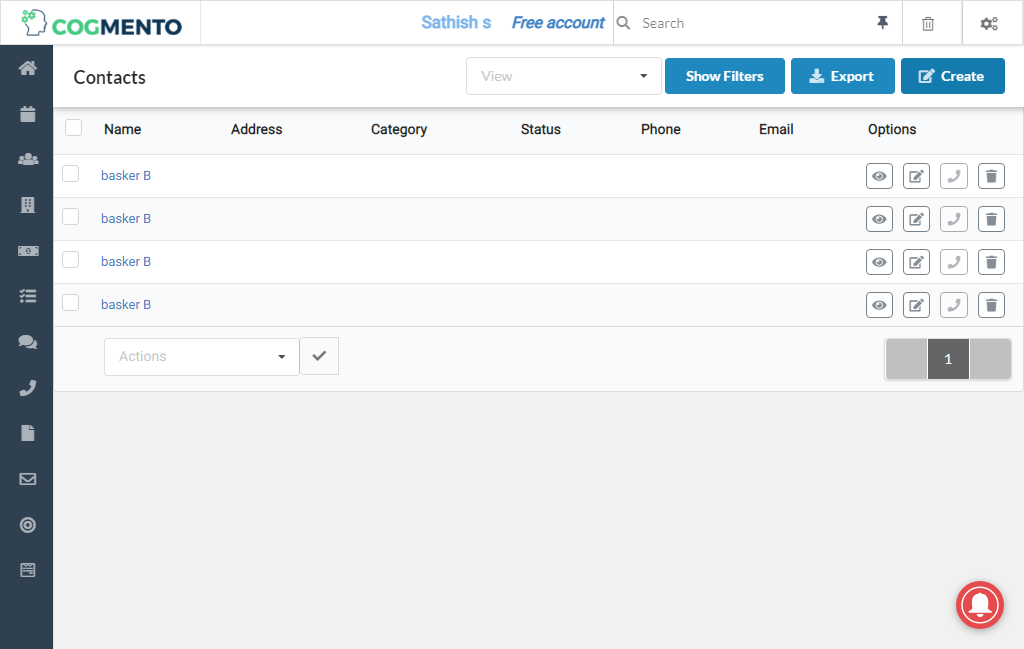 COGMENTO
Sathish s Free account Search
Contacts View Show Filters Export Create
Name Address Category Status Phone Email Options
basker B
basker B
basker B
basker B
Actions 1